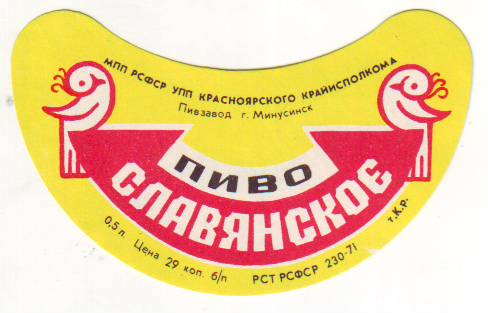 МПП РСФСР УПП КРАСНОЯРСКОГО КРАЙИСПОЛКОМА
Пивзавод г. Минусинск
ПИВО
СЛАВЯНСКОЕ
0,5 л. Цена 29 коп. б/п РСТ РСФСР 230-71 т.К.р.